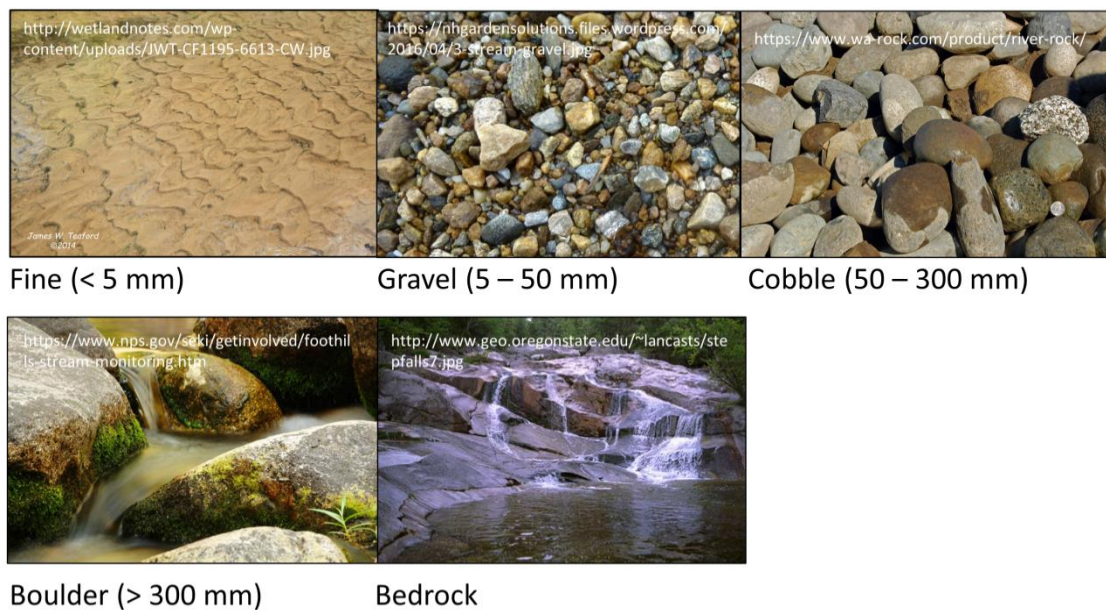 http://wetlandnotes.com/wp-
content/uploads/JWT-CF1195-6613-CW.jpg
https://nhgardensolutions.files.wordpress.com/
2016/04/3-stream-gravel.jpg
https://www.wa-rock.com/product/river-rock/
James W. Teaford
©2014
Fine (< 5 mm)
Gravel (5 – 50 mm)
Cobble (50 – 300 mm)
https://www.nps.gov/seki/getinvolved/foothil
ls-stream-monitoring.htm
http://www.geo.oregonstate.edu/~lancasts/ste
pfalls7.jpg
Boulder (> 300 mm)
Bedrock